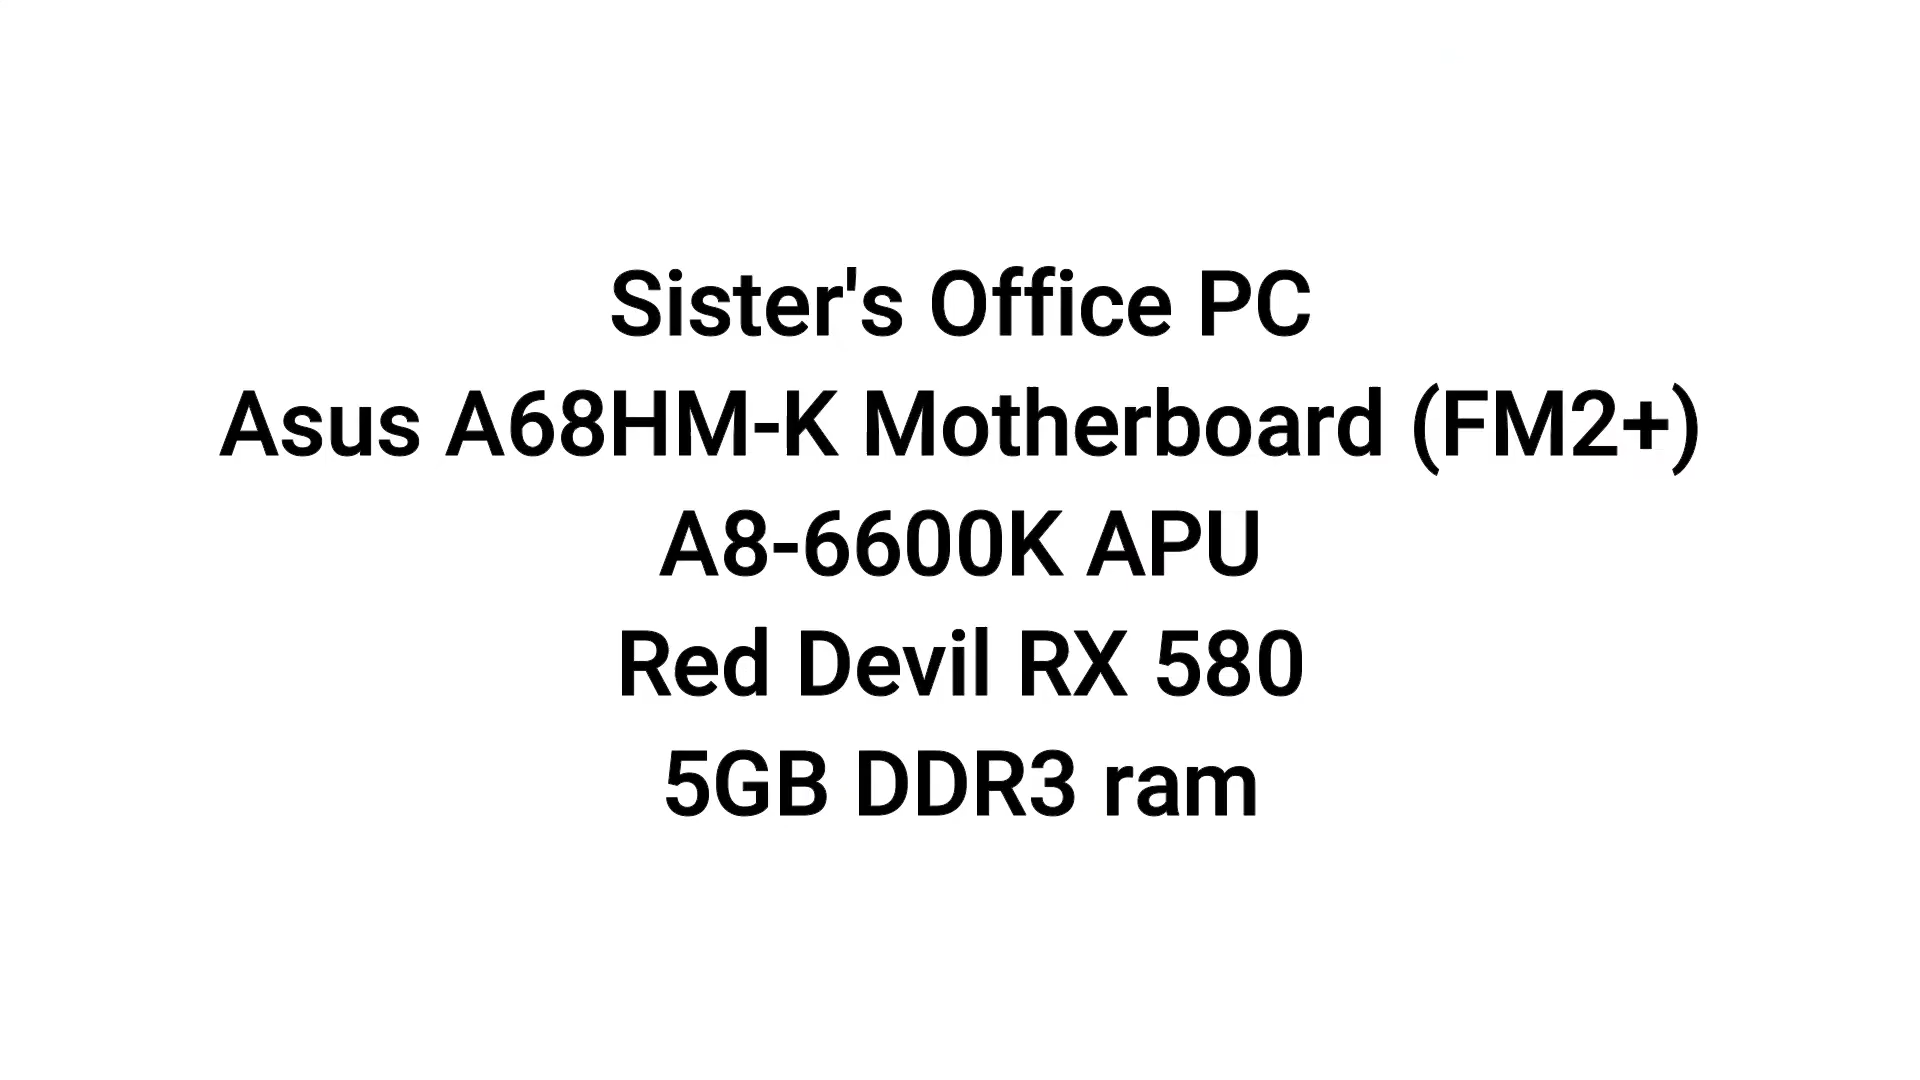 Sister's Office PC
Asus A68HM-K Motherboard (FM2+)
A8-6600K APU
Red Devil RX 580
5GB DDR3 ram